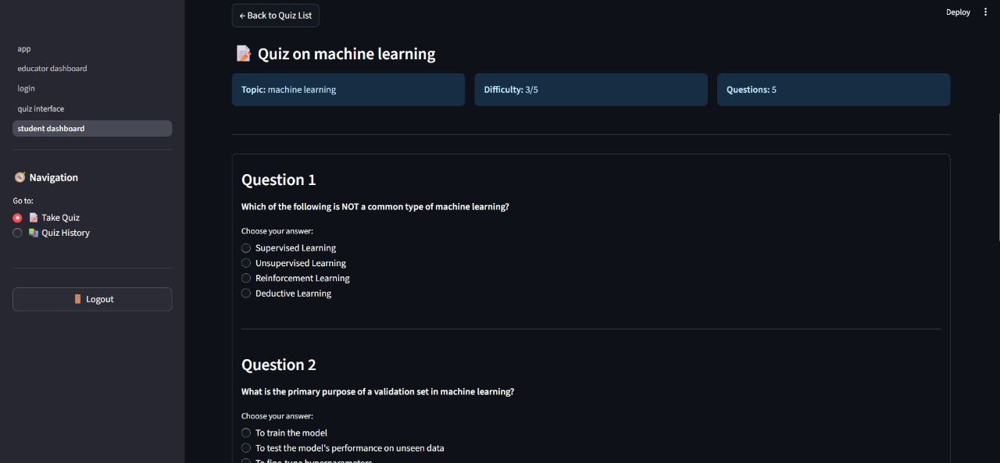 ← Back to Quiz List
Deploy
app
educator dashboard
login
quiz interface
student dashboard
Navigation
Go to:
Take Quiz
Quiz History
Logout
Quiz on machine learning
Topic: machine learning
Difficulty: 3/5
Questions: 5
Question 1
Which of the following is NOT a common type of machine learning?
Choose your answer:
Supervised Learning
Unsupervised Learning
Reinforcement Learning
Deductive Learning
Question 2
What is the primary purpose of a validation set in machine learning?
Choose your answer:
To train the model
To test the model's performance on unseen data
To fine-tune hyperparameters